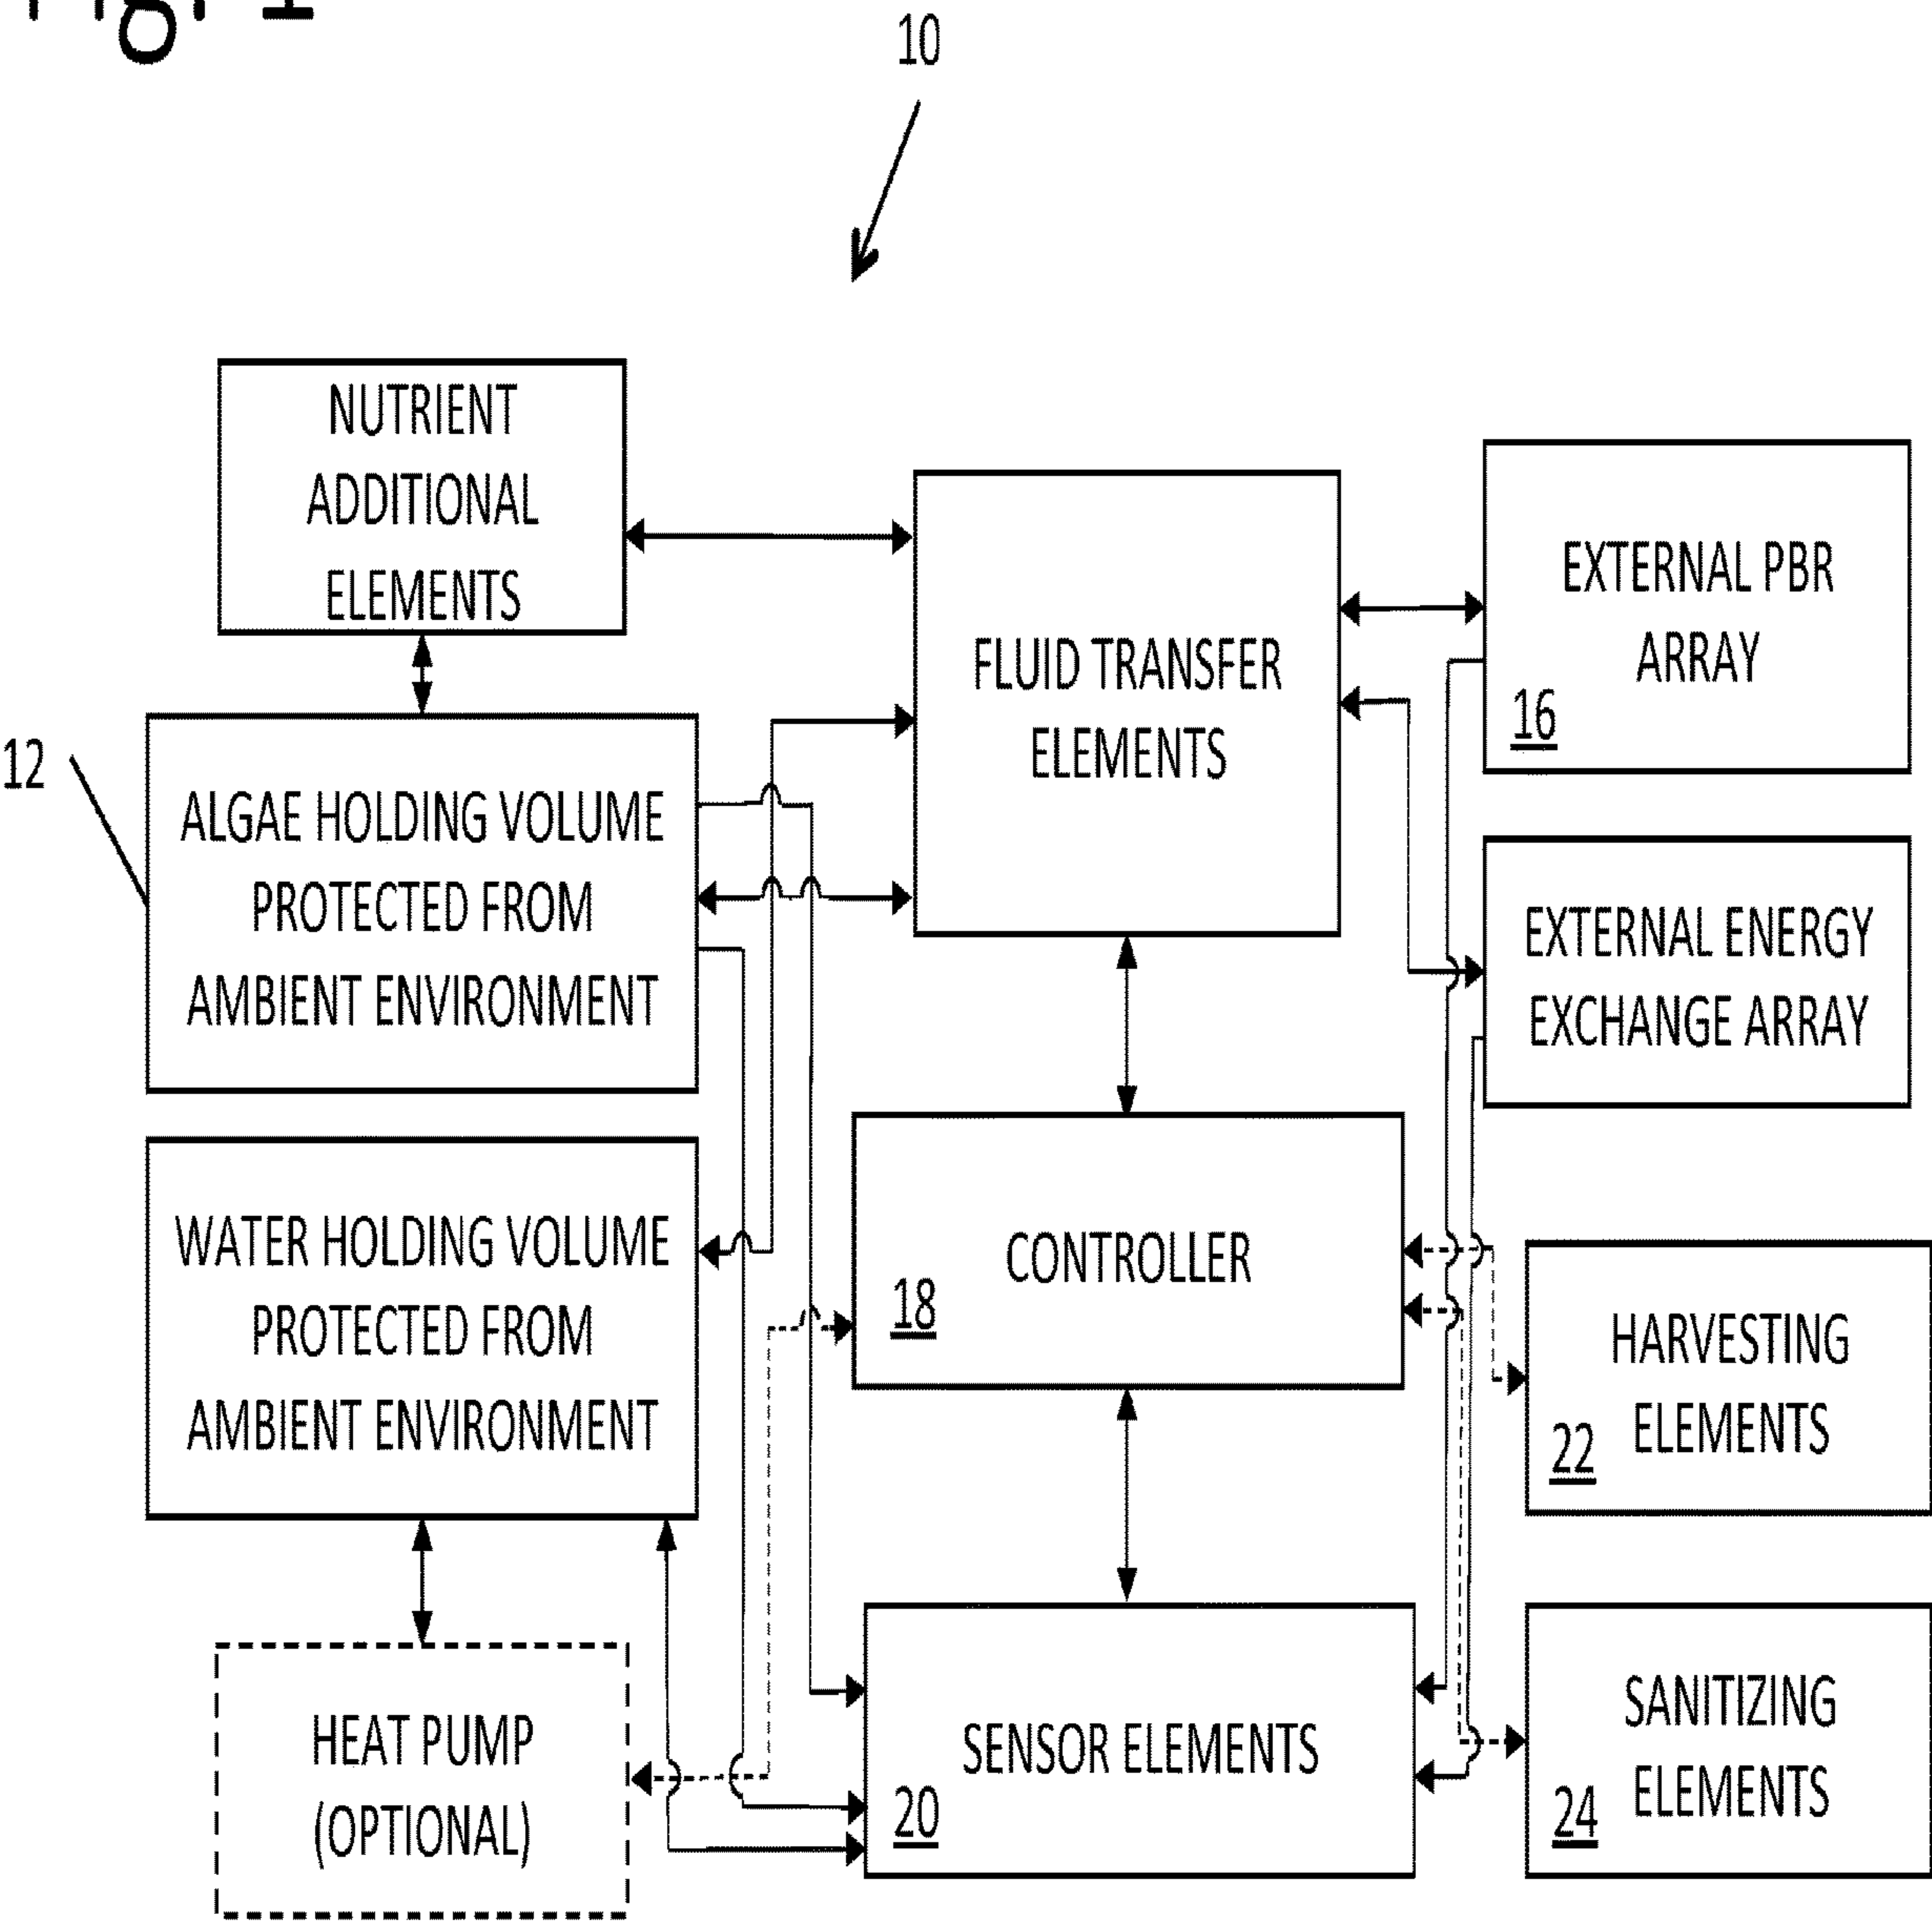 10
NUTRIENT
ADDITIONAL
ELEMENTS
FLUID TRANSFER
ELEMENTS
EXTERNAL PBR
ARRAY
16
12
ALGAE HOLDING VOLUME
PROTECTED FROM
AMBIENT ENVIRONMENT
EXTERNAL ENERGY
EXCHANGE ARRAY
WATER HOLDING VOLUME
PROTECTED FROM
AMBIENT ENVIRONMENT
CONTROLLER
18
HARVESTING
ELEMENTS
22
HEAT PUMP
(OPTIONAL)
SENSOR ELEMENTS
20
SANITIZING
ELEMENTS
24